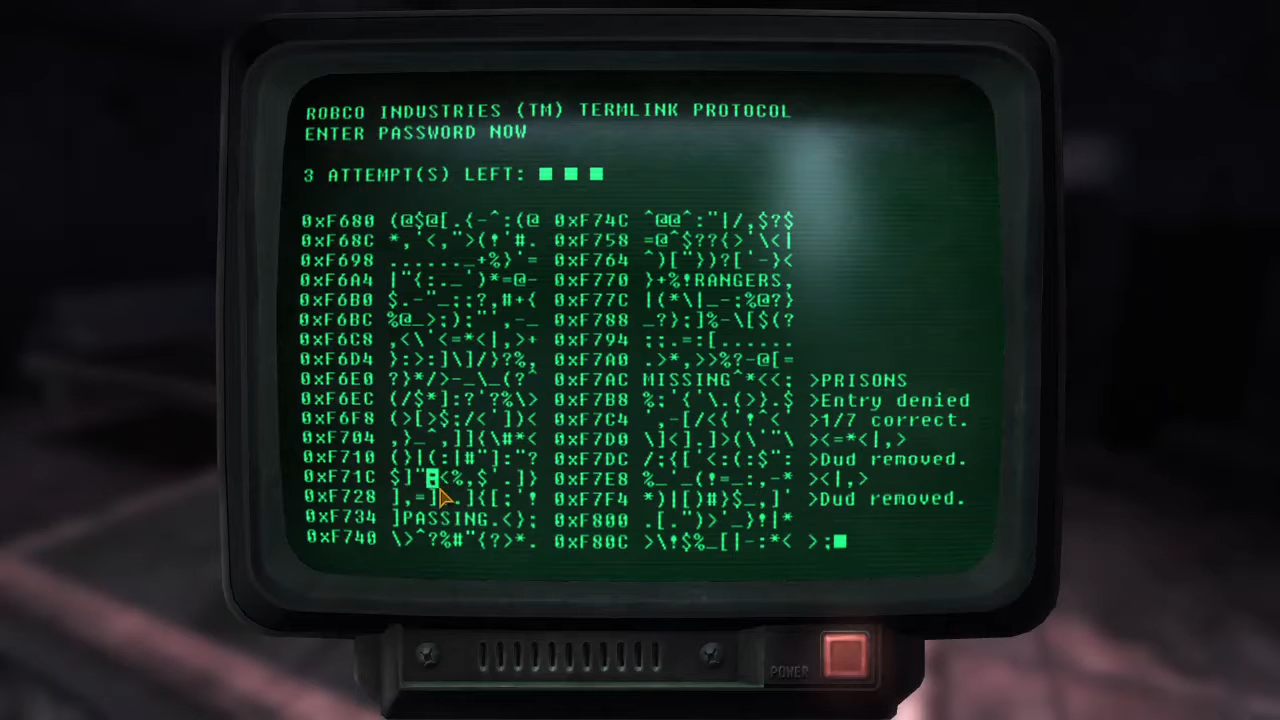 ROBCO INDUSTRIES (TM) TERMLINK PROTOCOL
ENTER PASSWORD NOW
3 ATTEMPT(S) LEFT: ■ ■ ■
0xF680 (@$@[.{-^:(@ 0xF74C ^@@^:"|/,$?$
0xF68C *,'<,">(!'#. 0xF758 =@^$??{>'\<|
0xF698 ......._+%}'= 0xF764 ^)["})?['-}<
0xF6A4 |"{:._')*=@- 0xF770 }+%!RANGERS,
0xF6B0 $.-"_;:?,#+{ 0xF77C |(*\|_-;%@?}
0xF6BC %@_>;);"',-_ 0xF788 _?};]%-\[$(?
0xF6C8 ,<\'<=*<|,>+ 0xF794 ;:.=:[......
0xF6D4 }:>:]\]/}?%, 0xF7A0 .>*,>>%?-@[=
0xF6E0 ?}*/>-_\_(?^ 0xF7AC MISSING^*<<; >PRISONS
0xF6EC (/$*]:?'?%\> 0xF7B8 %;'{'\.(>}.$ >Entry denied
0xF6F8 (>[>$;/<'])< 0xF7C4 ',-[/<{'!^<' >1/7 correct.
0xF704 ,}_^,]]{\#*< 0xF7D0 \]<].]>(\'"\ ><=*<|,>
0xF710 (}|(:|#"]:"? 0xF7DC /;{['<:(:$": >Dud removed.
0xF71C $]":<%,$'.]} 0xF7E8 %_'_(!=_:,-* ><|,>
0xF728 ],=].]{[;'! 0xF7F4 *)|[)#}$_,]' >Dud removed.
0xF734 ]PASSING.<}; 0xF800 .[.")>'_}!|*
0xF740 \>^?%#"{?>*. 0xF80C >\!$%_[|-:*< >:■
POWER